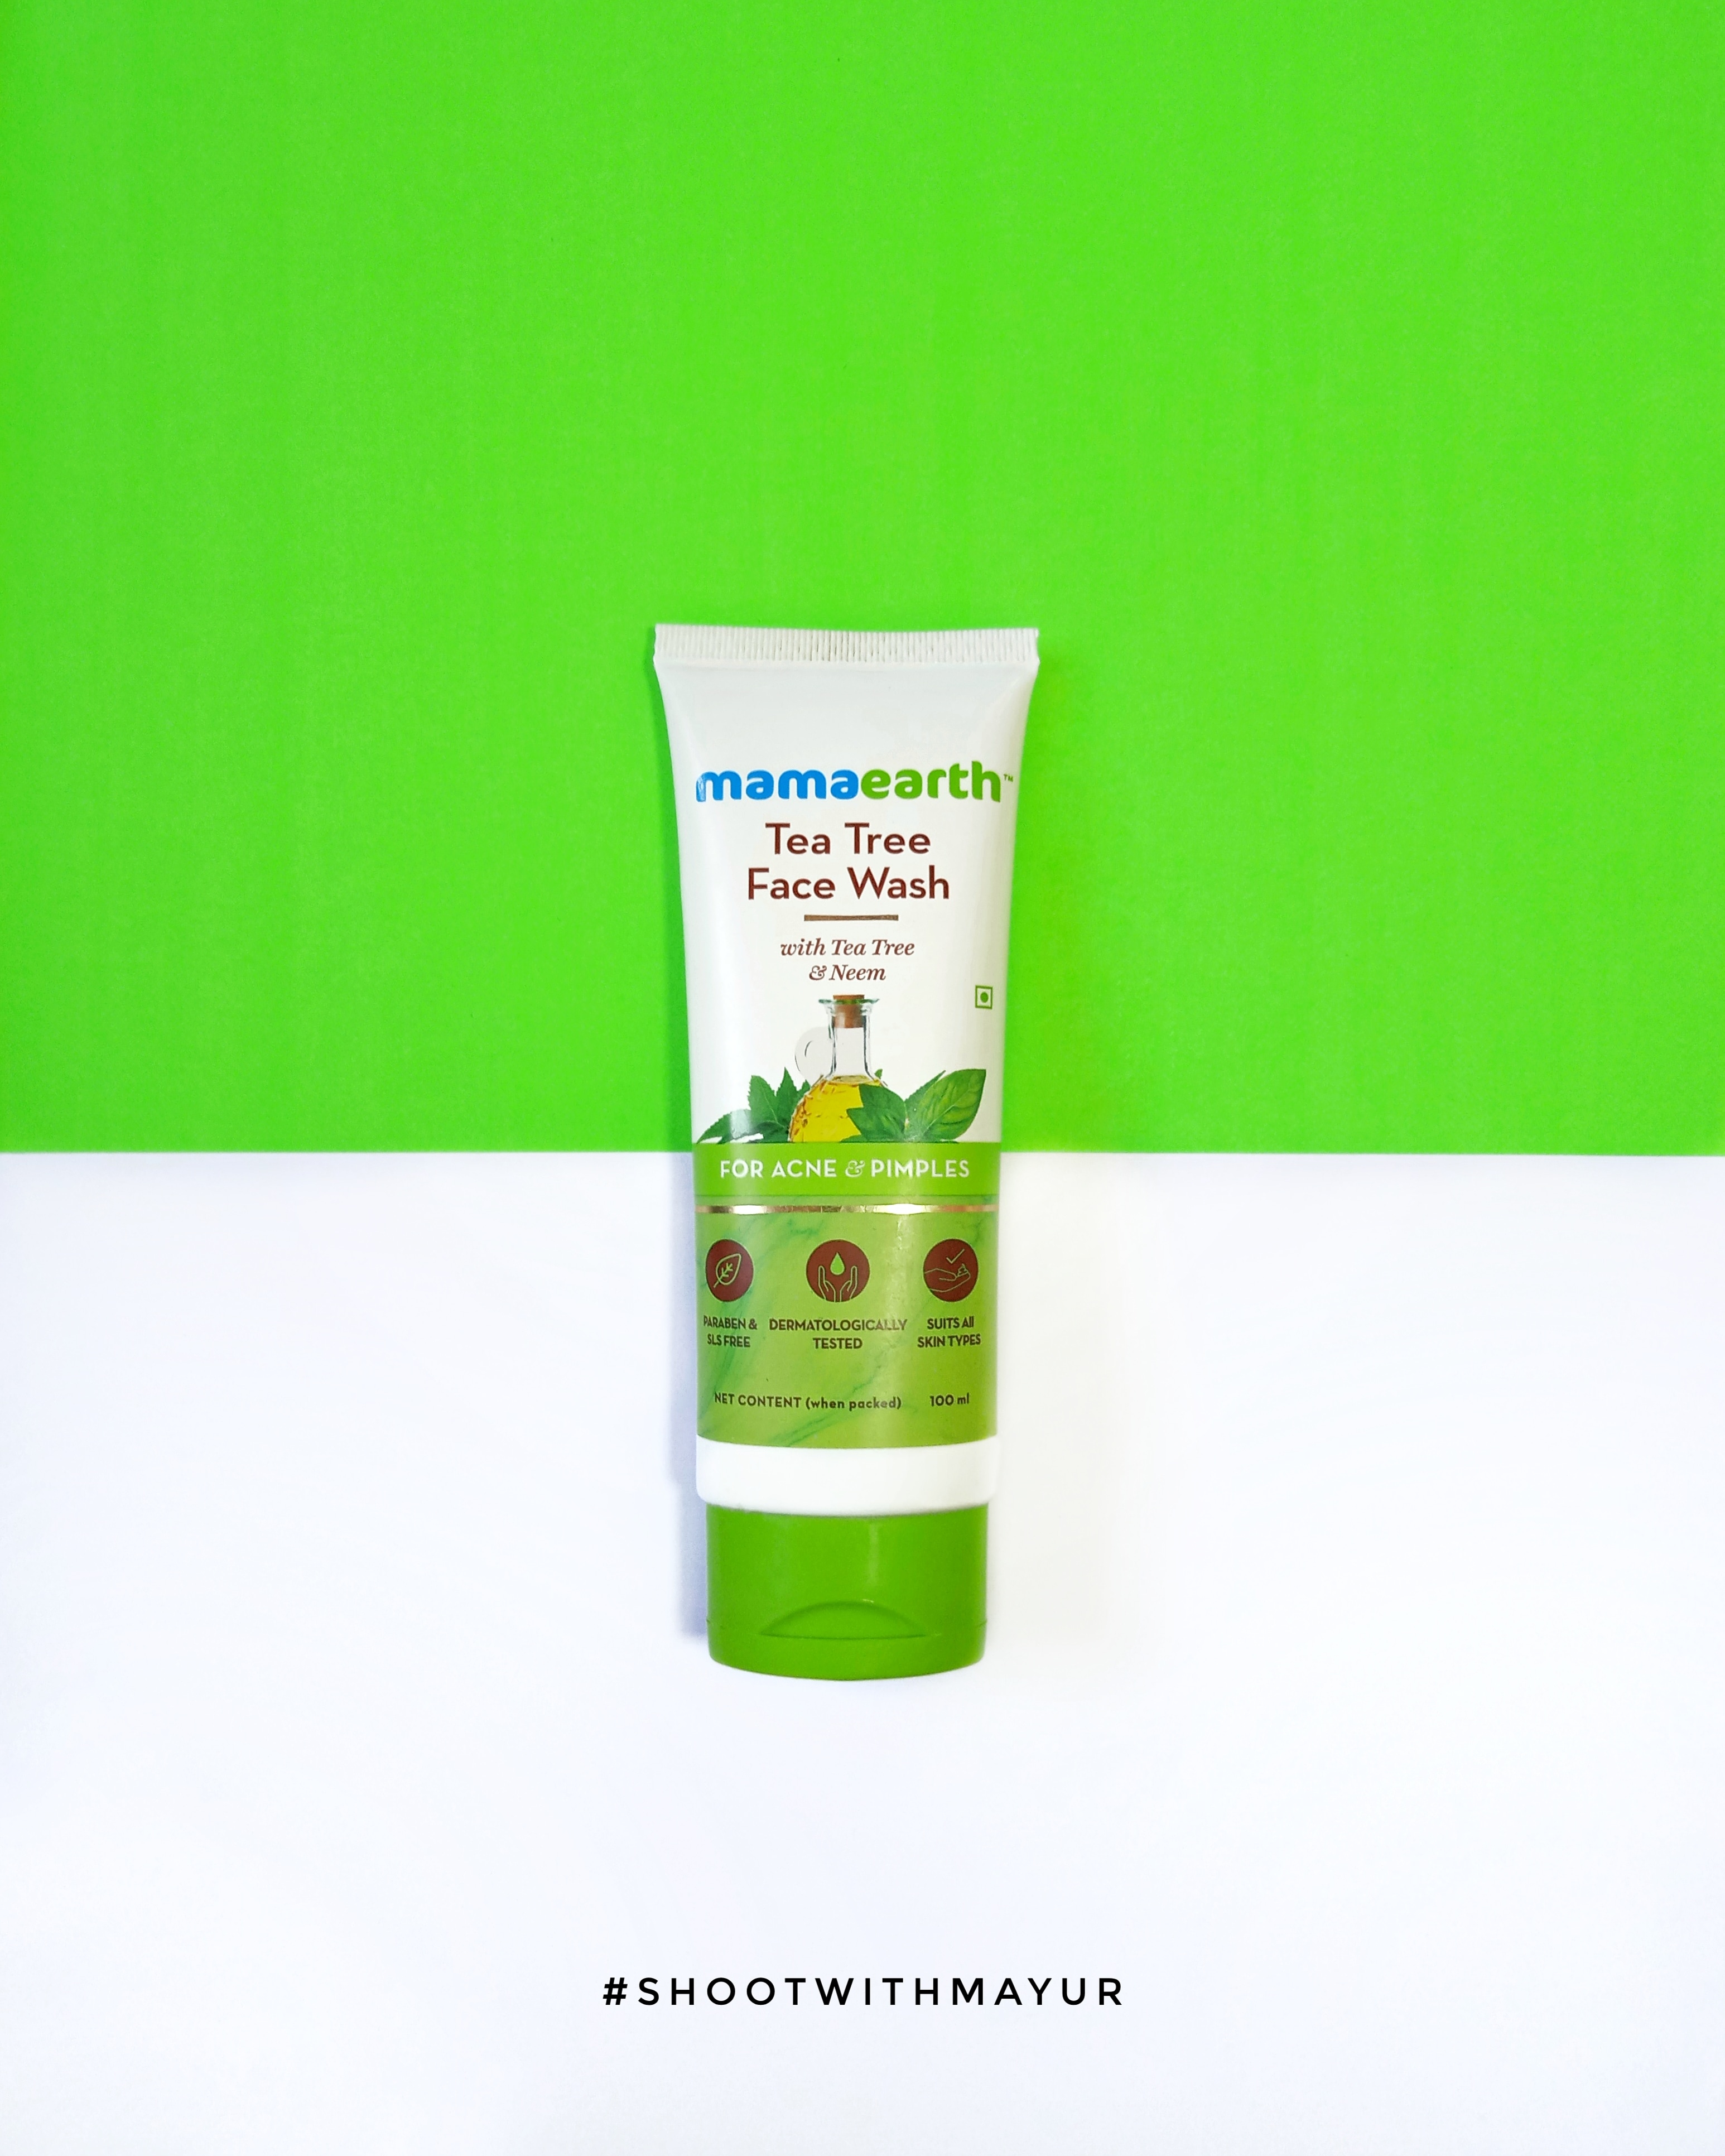 mamaearth™
Tea Tree
Face Wash
with Tea Tree
& Neem
FOR ACNE & PIMPLES
PARABEN &
SLS FREE
DERMATOLOGICALLY
TESTED
SUITS All
SKIN TYPES
NET CONTENT (when packed) 100 ml
#SHOOTWITHMAYUR